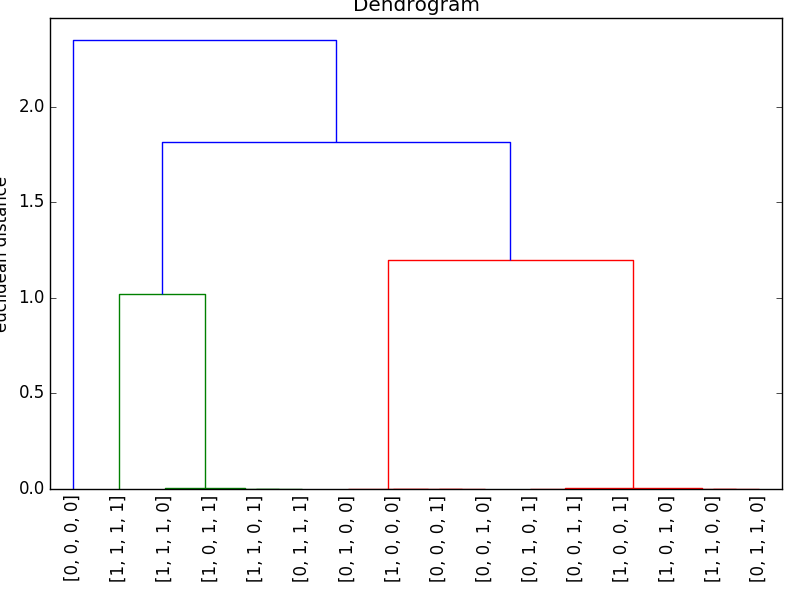 Dendrogram
euclidean distance
2.0
1.5
1.0
0.5
0.0
[0, 0, 0, 0]
[1, 1, 1, 1]
[1, 1, 1, 0]
[1, 0, 1, 1]
[1, 1, 0, 1]
[0, 1, 1, 1]
[0, 1, 0, 0]
[1, 0, 0, 0]
[0, 0, 0, 1]
[0, 0, 1, 0]
[0, 1, 0, 1]
[0, 0, 1, 1]
[1, 0, 0, 1]
[1, 0, 1, 0]
[1, 1, 0, 0]
[0, 1, 1, 0]